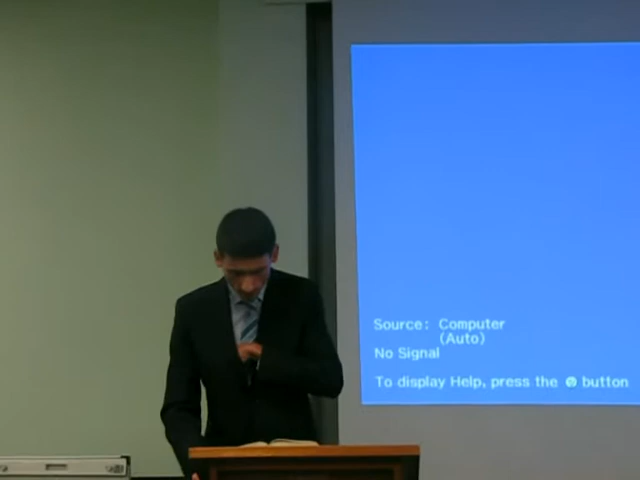 Source: Computer
(Auto)
No Signal
To display Help, press the button